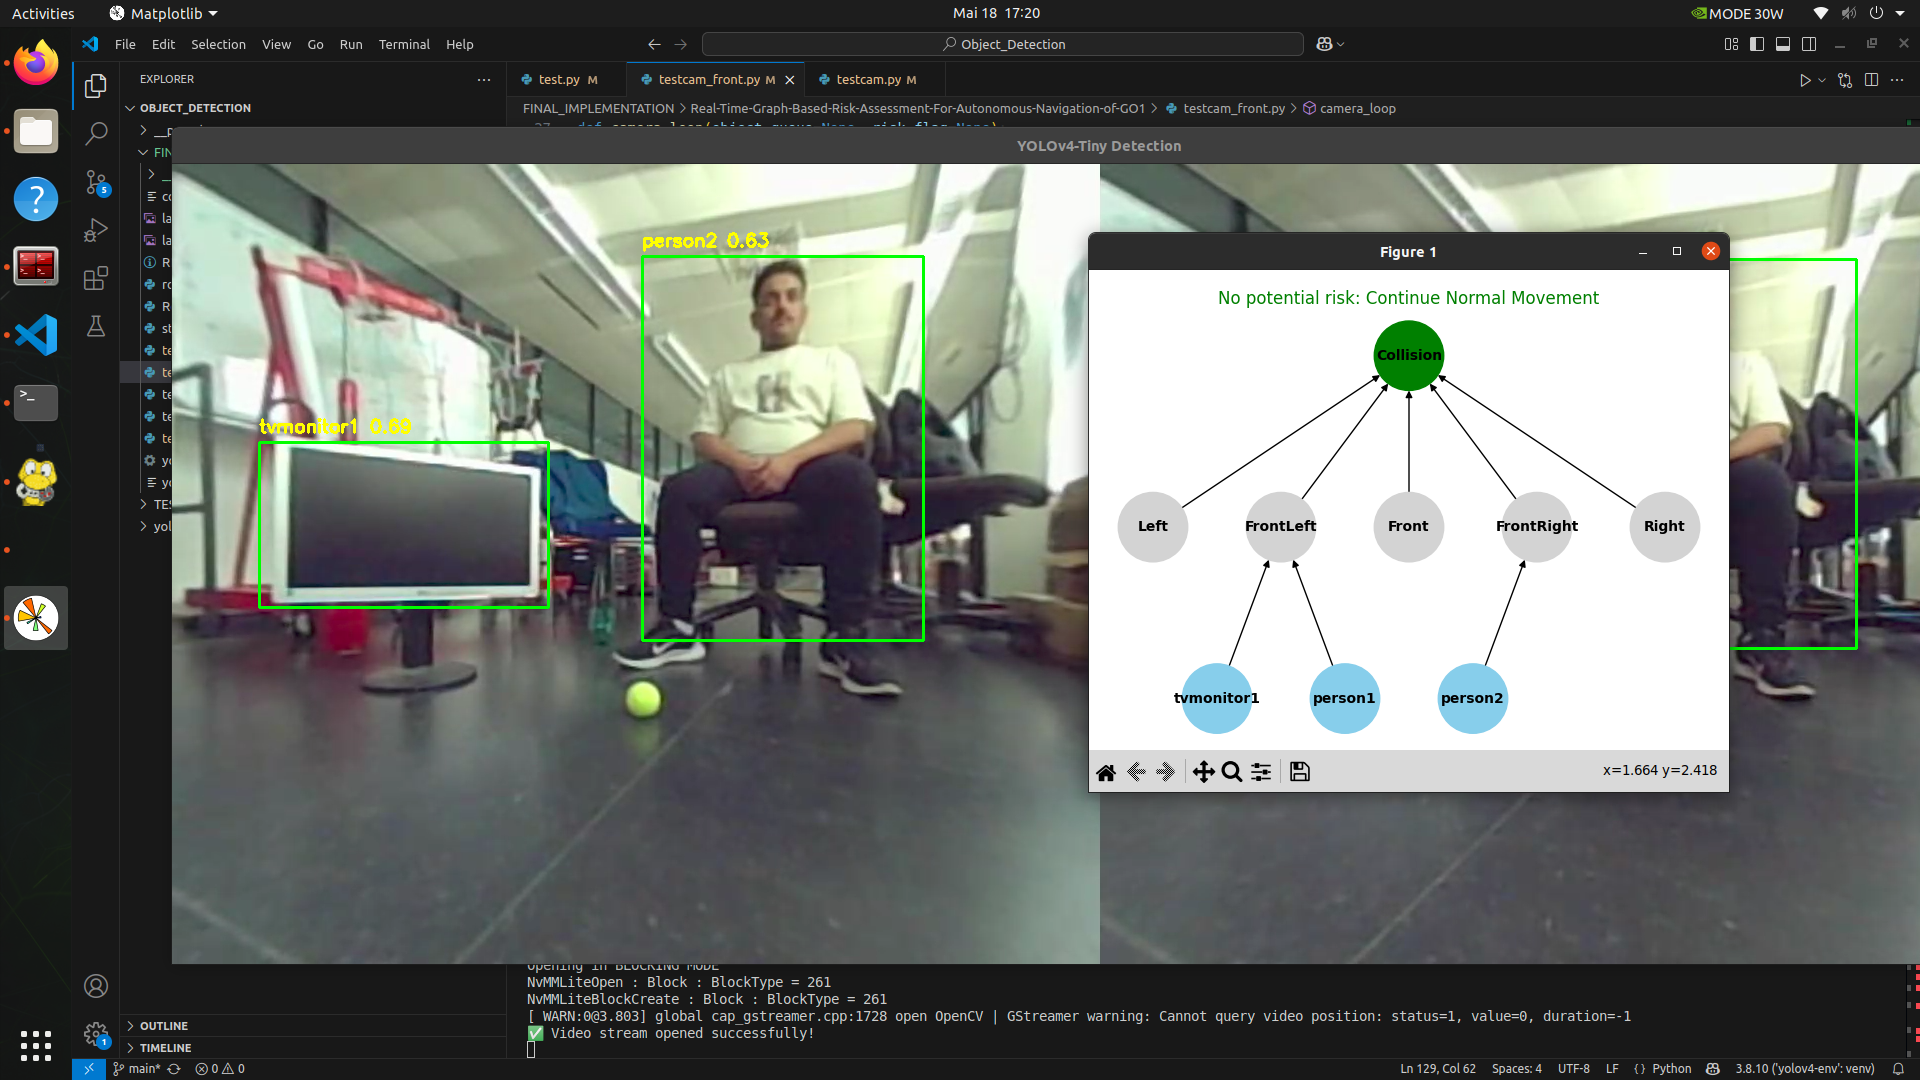 Activities
Matplotlib
Mai 18 17:20
MODE 30W
File Edit Selection View Go Run Terminal Help
Object_Detection
EXPLORER
test.py M
testcam_front.py M
testcam.py M
OBJECT_DETECTION
FINAL_IMPLEMENTATION > Real-Time-Graph-Based-Risk-Assessment-For-Autonomous-Navigation-of-GO1 > testcam_front.py > camera_loop
YOLOv4-Tiny Detection
FIN
5
person2 0.63
tvmonitor1 0.69
Figure 1
No potential risk: Continue Normal Movement
Collision
Left
FrontLeft
Front
FrontRight
Right
tvmonitor1
person1
person2
x=1.664 y=2.418
TES
yol
NvMMLiteOpen : Block : BlockType = 261
NvMMLiteBlockCreate : Block : BlockType = 261
[ WARN:0@3.803] global cap_gstreamer.cpp:1728 open OpenCV | GStreamer warning: Cannot query video position: status=1, value=0, duration=-1
✅ Video stream opened successfully!
OUTLINE
TIMELINE
1
main*
0 0
Ln 129, Col 62
Spaces: 4
UTF-8
LF
{ } Python
3.8.10 ('yolov4-env': venv)